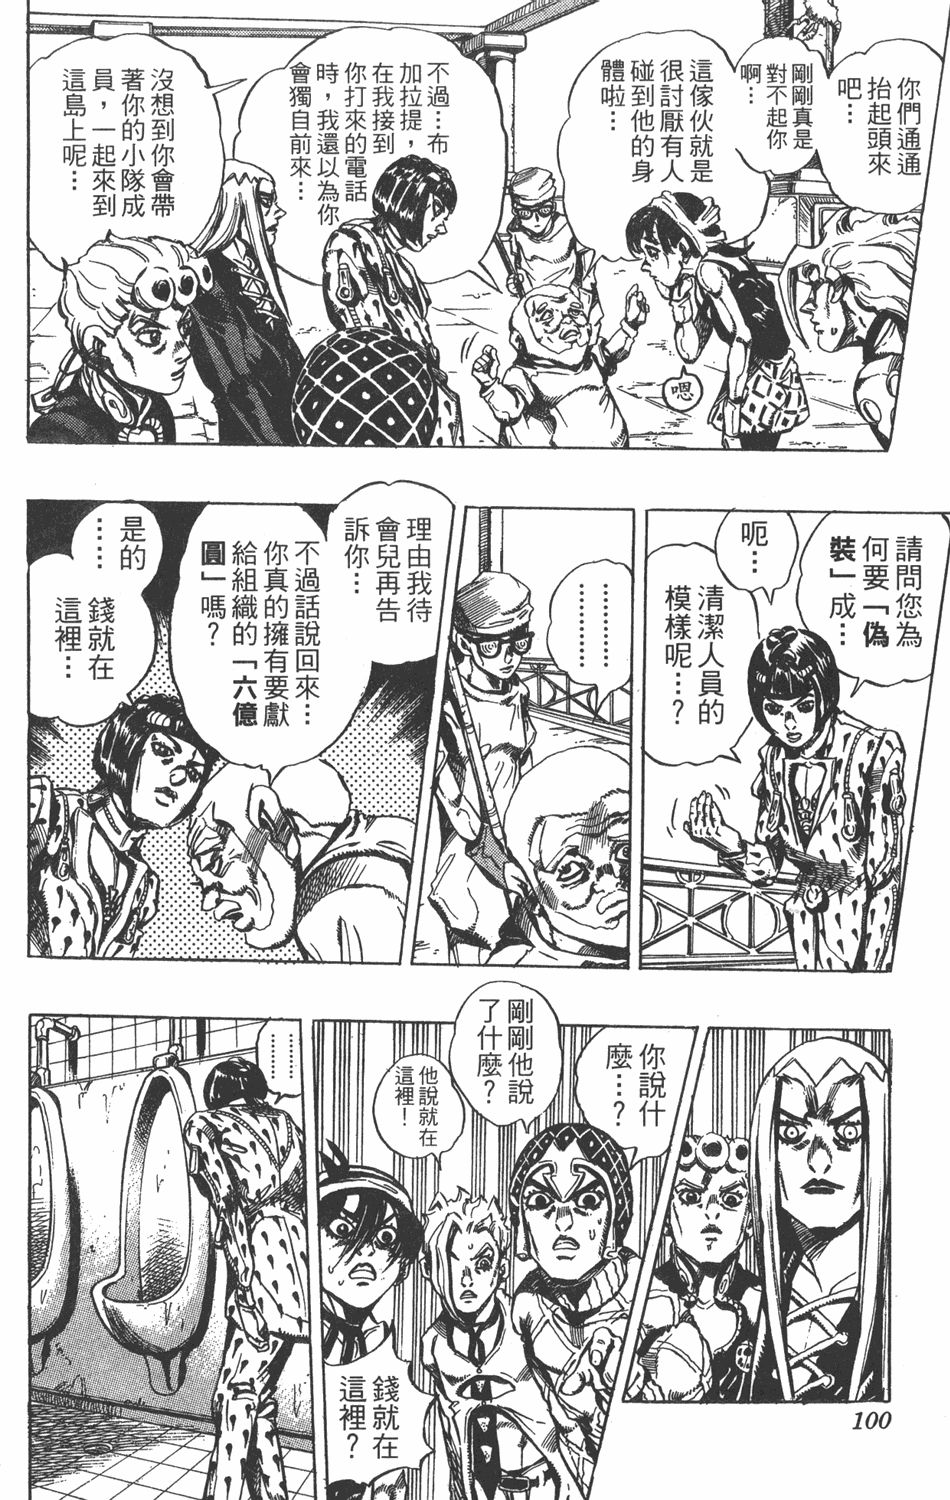 你們通通
抬起頭來
吧…
剛剛真是
對不起你
啊…
這傢伙就是
很討厭有人
碰到他的身
體啦…
嗯
不過…布
加拉提，
在我接到
你打來的電話
時，我還以為你
會獨自前來…
沒想到你會帶
著你的小隊成
員，一起來到
這島上呢…
請問您為
何要「偽
裝」成…
呃…
清潔人員的
模樣呢…？
…………
理由我待
會兒再告
訴你…
不過話說回來…
你真的擁有要獻
給組織的「六億
圓」嗎？
是的
……
錢就在
這裡…
你說什
麼…？
剛剛他說
了什麼？
他說就在
這裡！
錢就在
這裡？
…………
100